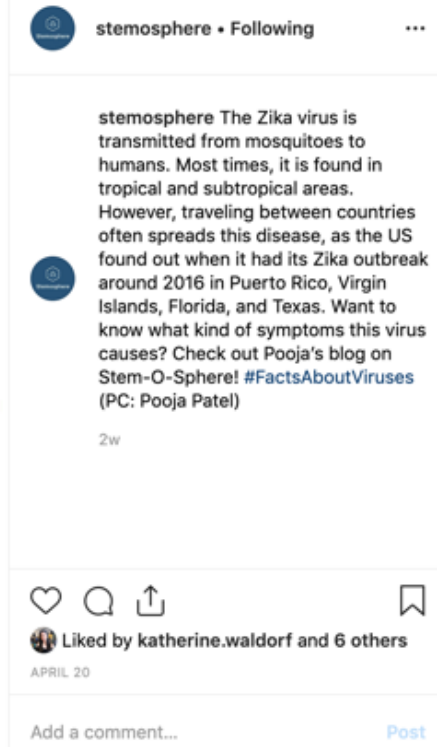 stemosphere • Following
stemosphere The Zika virus is
transmitted from mosquitoes to
humans. Most times, it is found in
tropical and subtropical areas.
However, traveling between countries
often spreads this disease, as the US
found out when it had its Zika outbreak
around 2016 in Puerto Rico, Virgin
Islands, Florida, and Texas. Want to
know what kind of symptoms this virus
causes? Check out Pooja's blog on
Stem-O-Sphere! #FactsAboutViruses
(PC: Pooja Patel)
2w
Liked by katherine.waldorf and 6 others
APRIL 20
Add a comment...
Post